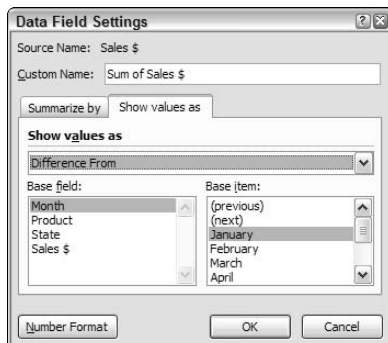 Data Field Settings
Source Name: Sales $
Custom Name: Sum of Sales $
Summarize by Show values as
Show values as
Difference From
Base field: Base item:
Month (previous)
Product (next)
State January
Sales $ February
March
April
Number Format OK Cancel